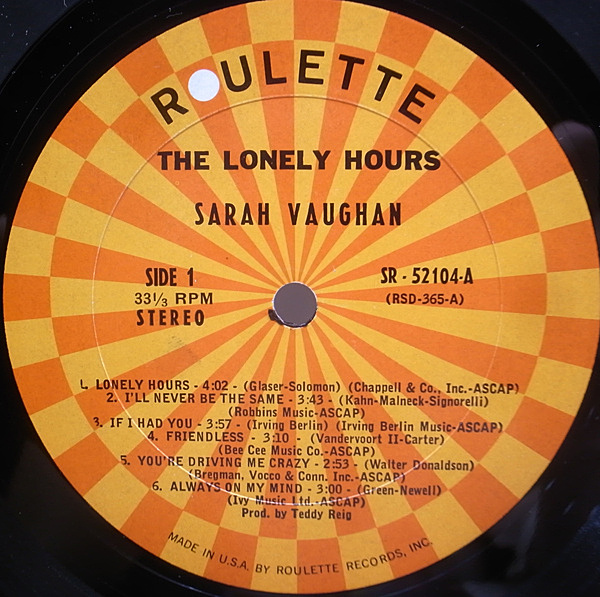 ROULETTE
THE LONELY HOURS
SARAH VAUGHAN
SIDE 1
33 1/3 RPM
STEREO
SR - 52104-A
(RSD-365-A)
1. LONELY HOURS - 4:02 - (Glaser-Solomon) (Chappell & Co., Inc.-ASCAP)
2. I'LL NEVER BE THE SAME - 3:43 - (Kahn-Malneck-Signorelli)
(Robbins Music-ASCAP)
3. IF I HAD YOU - 3:57 - (Irving Berlin) (Irving Berlin Music-ASCAP)
4. FRIENDLESS - 3:10 - (Vandervoort II-Carter)
(Bee Cee Music Co.-ASCAP)
5. YOU'RE DRIVING ME CRAZY - 2:53 - (Walter Donaldson)
(Bregman, Vocco & Conn. Inc.-ASCAP)
6. ALWAYS ON MY MIND - 3:00 - (Green-Newell)
(Ivy Music Ltd.-ASCAP)
Prod. by Teddy Reig
MADE IN U.S.A. BY ROULETTE RECORDS, INC.